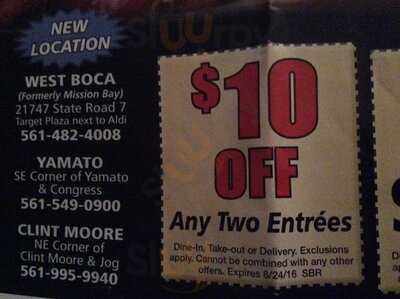 NEW
LOCATION
WEST BOCA
(Formerly Mission Bay)
21747 State Road 7
Target Plaza next to Aldi
561-482-4008
YAMATO
SE Corner of Yamato
& Congress
561-549-0900
CLINT MOORE
NE Corner of
Clint Moore & Jog
561-995-9940
$10
OFF
Any Two Entrées
Dine-In, Take-out or Delivery. Exclusions
apply. Cannot be combined with any other
offers. Expires 8/24/16 SBR